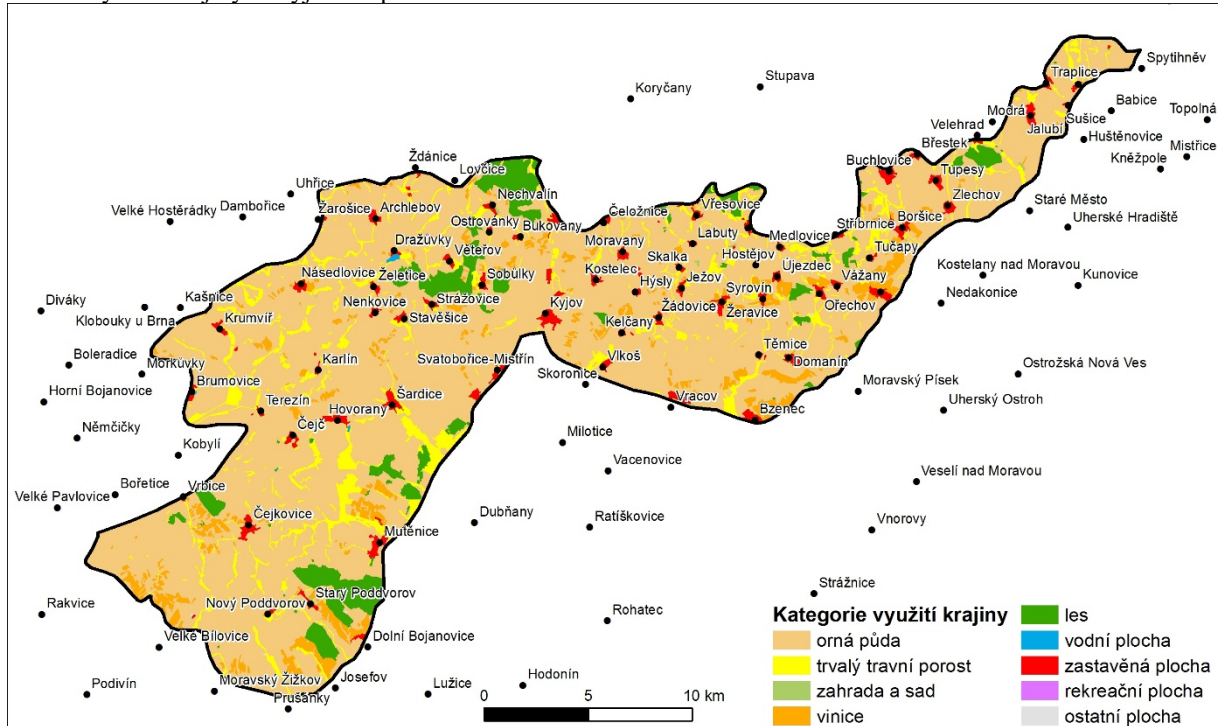 Spytihněv
Traplice
Stupava
Koryčany
Babice
Topolná
Modrá
Sušice
Velehrad
Jalubí
Huštěnovice
Břestek
Mistřice
Kněžpole
Ždánice
Lovčice
Buchlovice
Tupesy
Uhřice
Nechvalín
Zlechov
Dambořice
Velké Hostěrádky
Žarošice
Archlebov
Ostrovánky
Bukovany
Čeložnice
Vřesovice
Stříbrnice
Boršice
Staré Město
Uherské Hradiště
Dražůvky
Věteřov
Moravany
Labuty
Medlovice
Skalka
Hostějov
Tučapy
Násedlovice
Želetice
Sobůlky
Kostelec
Ježov
Újezdec
Vážany
Kostelany nad Moravou
Kunovice
Diváky
Kašnice
Nenkovice
Strážovice
Hýsly
Syrovín
Nedakonice
Klobouky u Brna
Krumvíř
Stavěšice
Kyjov
Žádovice
Žeravice
Ořechov
Kelčany
Boleradice
Morkůvky
Karlín
Svatobořice-Mistřín
Vlkoš
Těmice
Domanín
Ostrožská Nová Ves
Horní Bojanovice
Brumovice
Skoronice
Moravský Písek
Terezín
Šardice
Hovorany
Vracov
Bzenec
Uherský Ostroh
Němčičky
Čejč
Kobylí
Milotice
Vacenovice
Veselí nad Moravou
Bořetice
Vrbice
Velké Pavlovice
Čejkovice
Dubňany
Ratíškovice
Vnorovy
Mutěnice
Strážnice
Rakvice
Nový Poddvorov
Starý Poddvorov
Rohatec
Velké Bílovice
Dolní Bojanovice
Podivín
Moravský Žižkov
Josefov
Lužice
Hodonín
Prušánky
0 5 10 km
Kategorie využití krajiny
orná půda
trvalý travní porost
zahrada a sad
vinice
les
vodní plocha
zastavěná plocha
rekreační plocha
ostatní plocha